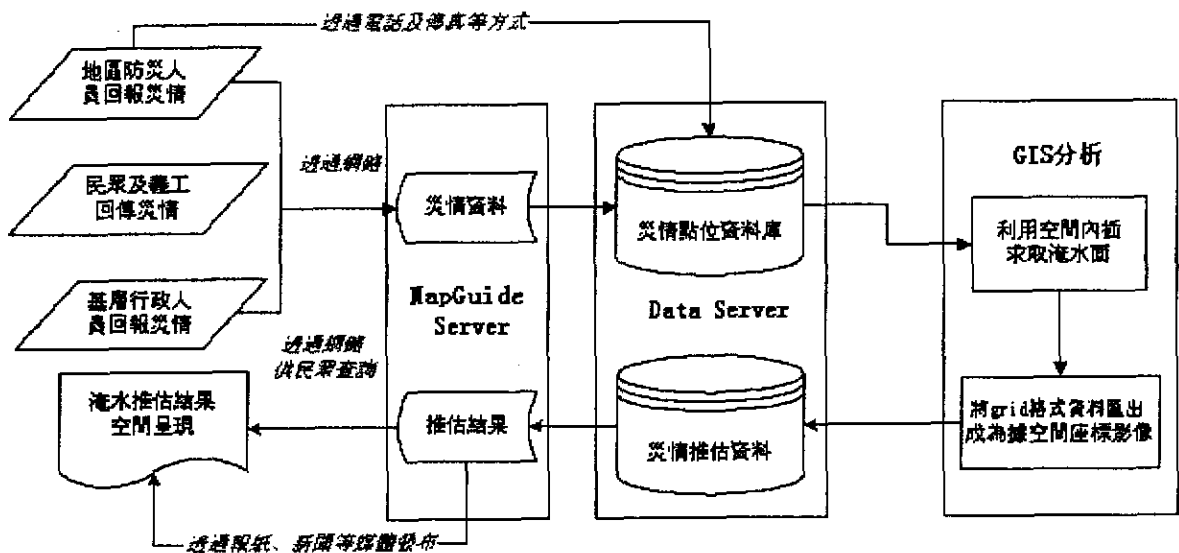 透過電話及傳真等方式
地區防災人
員回報災情
民眾及義工
回傳災情
基層行政人
員回報災情
透過網路
災情資料
MapGuide
Server
災情點位資料庫
Data Server
GIS分析
利用空間內插
求取淹水面
將grid格式資料匯出
成為據空間座標影像
災情推估資料
推估結果
透過網路
供民眾查詢
淹水推估結果
空間呈現
透過報紙、新聞等媒體發布